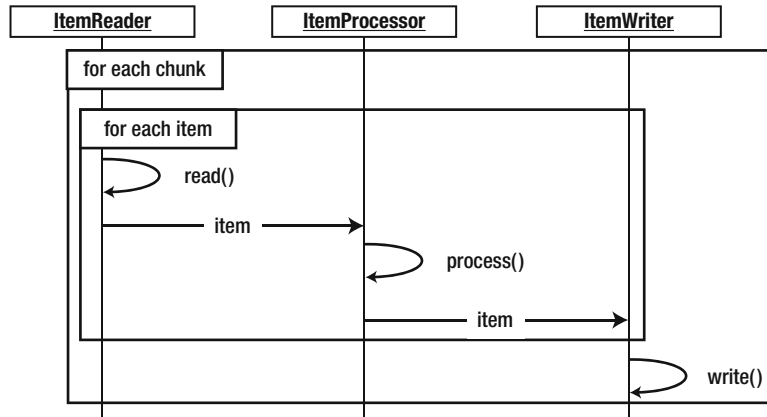 ItemReader
ItemProcessor
ItemWriter
for each chunk
for each item
read()
item
process()
item
write()